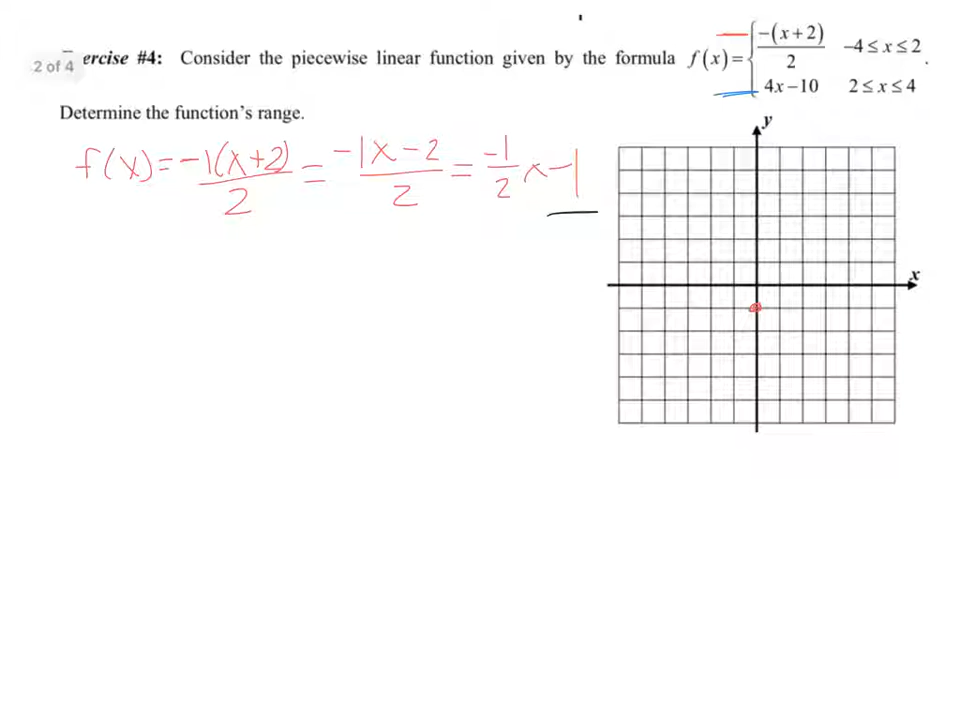 2 of 4 ercise #4: Consider the piecewise linear function given by the formula f(x)={ -(x+2)/2 -4≤x≤2
4x-10 2≤x≤4 .
Determine the function's range.
f(x)= -1(x+2)/2 = -1x-2/2 = -1/2 x-1
y
x